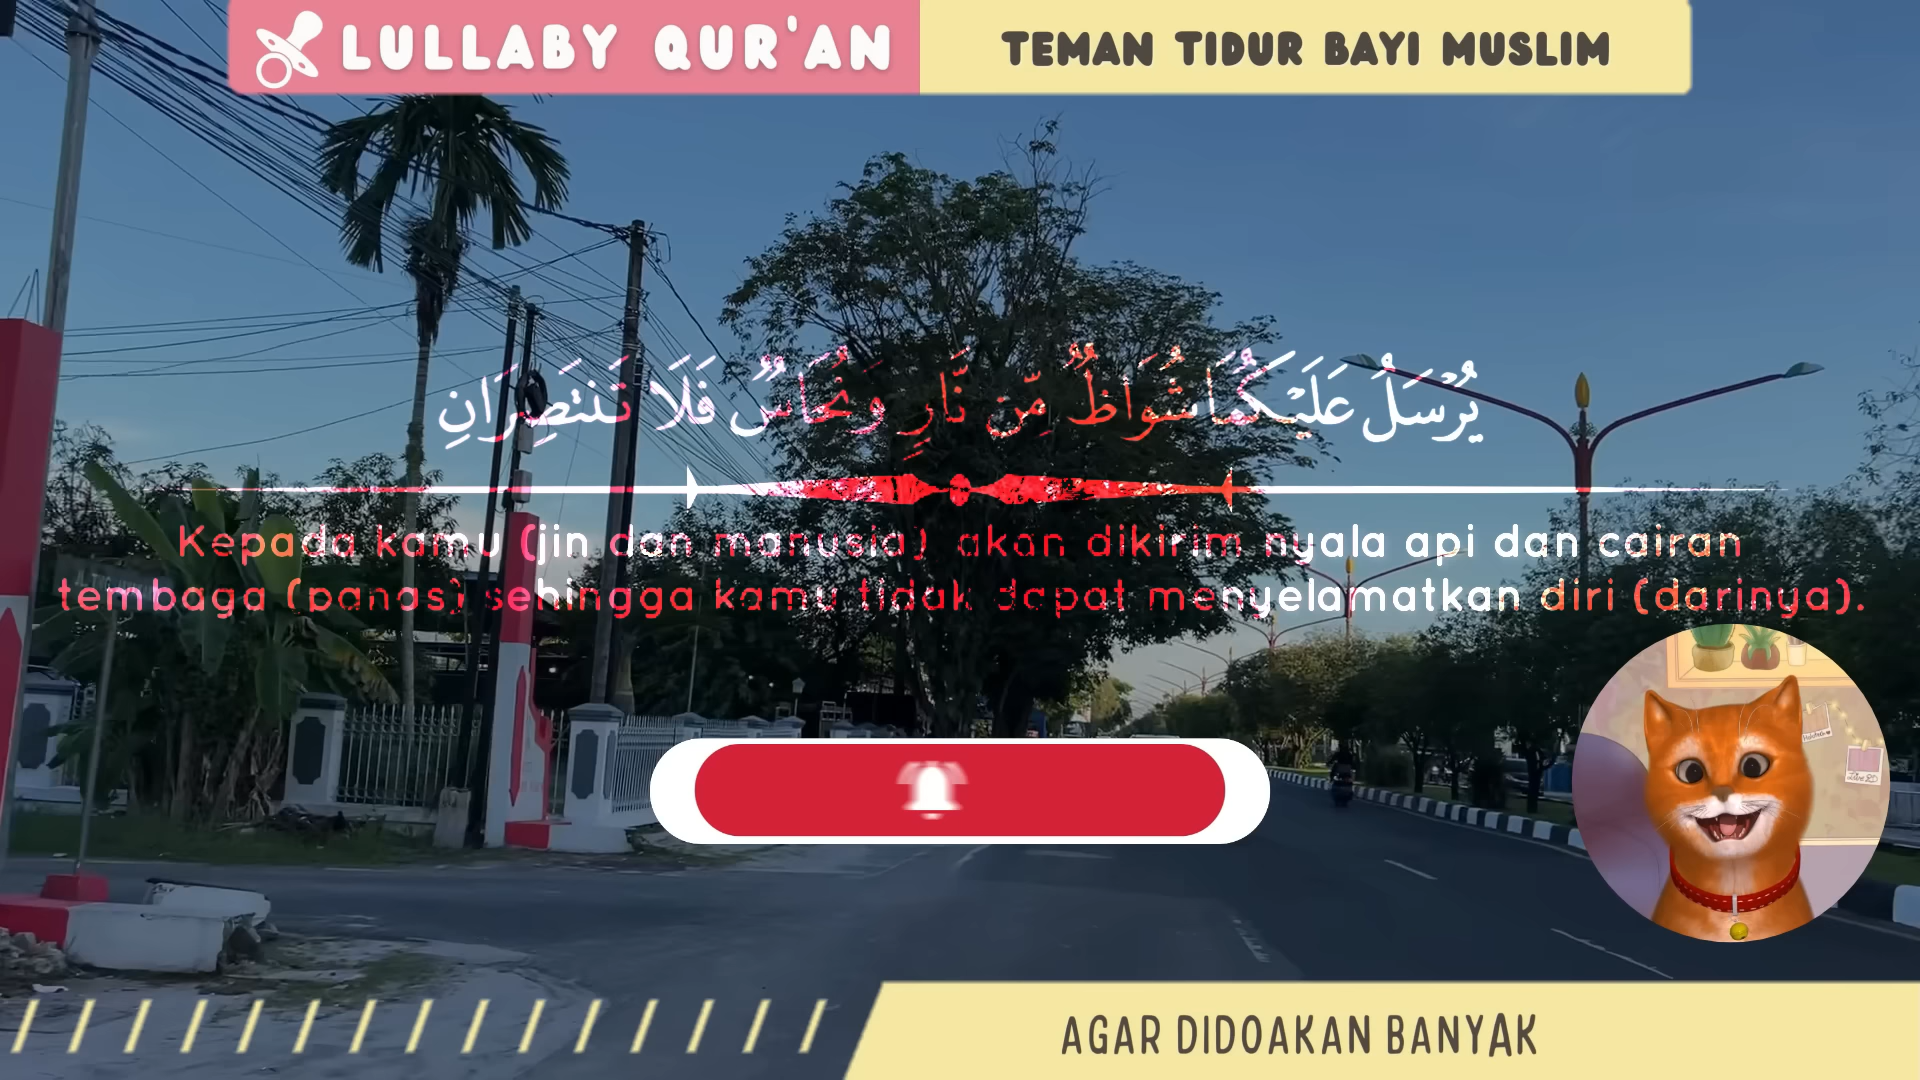 LULLABY QUR'AN
TEMAN TIDUR BAYI MUSLIM
يُرْسَلُ عَلَيْكُمَا شُوَاظٌ مِّن نَّارٍ وَنُحَاسٌ فَلَا تَنتَصِرَانِ
Kepada kamu (jin dan manusia) akan dikirim nyala api dan cairan
tembaga (panas) sehingga kamu tidak dapat menyelamatkan diri (darinya).
AGAR DIDOAKAN BANYAK